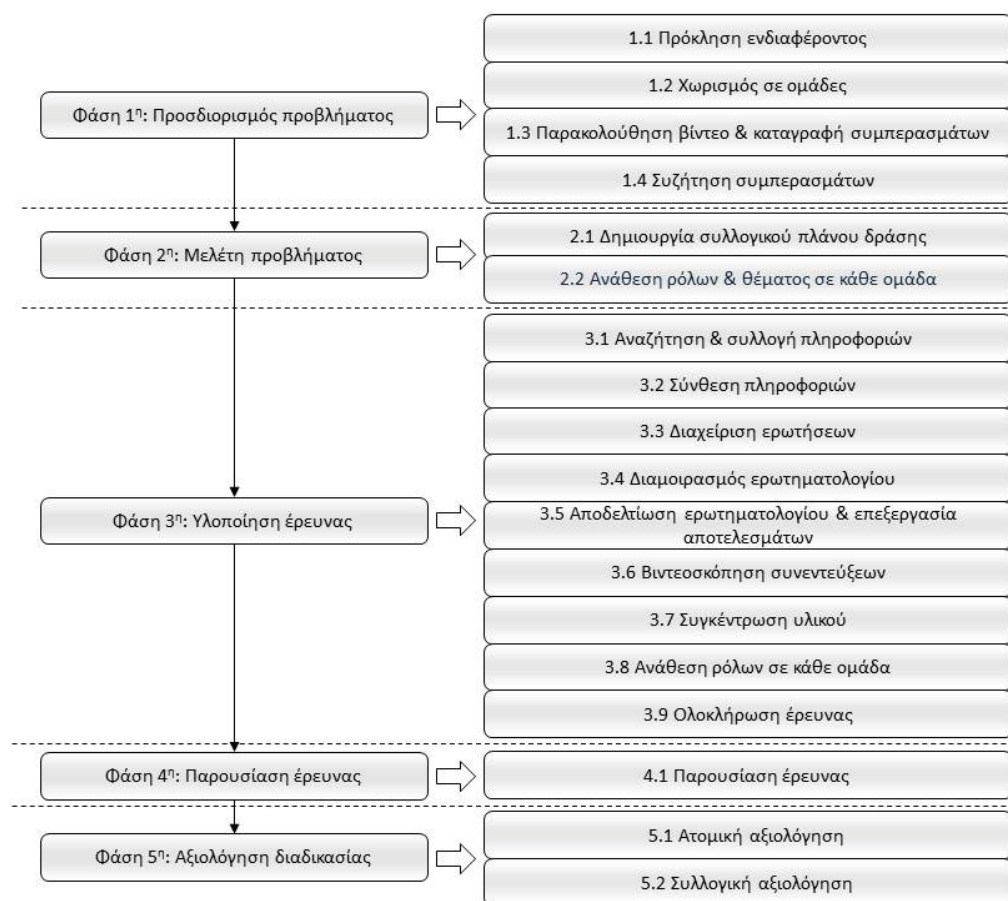 Φάση 1η: Προσδιορισμός προβλήματος
1.1 Πρόκληση ενδιαφέροντος
1.2 Χωρισμός σε ομάδες
1.3 Παρακολούθηση βίντεο & καταγραφή συμπερασμάτων
1.4 Συζήτηση συμπερασμάτων
Φάση 2η: Μελέτη προβλήματος
2.1 Δημιουργία συλλογικού πλάνου δράσης
2.2 Ανάθεση ρόλων & θέματος σε κάθε ομάδα
Φάση 3η: Υλοποίηση έρευνας
3.1 Αναζήτηση & συλλογή πληροφοριών
3.2 Σύνθεση πληροφοριών
3.3 Διαχείριση ερωτήσεων
3.4 Διαμοιρασμός ερωτηματολογίου
3.5 Αποδελτίωση ερωτηματολογίου & επεξεργασία
αποτελεσμάτων
3.6 Βιντεοσκόπηση συνεντεύξεων
3.7 Συγκέντρωση υλικού
3.8 Ανάθεση ρόλων σε κάθε ομάδα
3.9 Ολοκλήρωση έρευνας
Φάση 4η: Παρουσίαση έρευνας
4.1 Παρουσίαση έρευνας
Φάση 5η: Αξιολόγηση διαδικασίας
5.1 Ατομική αξιολόγηση
5.2 Συλλογική αξιολόγηση